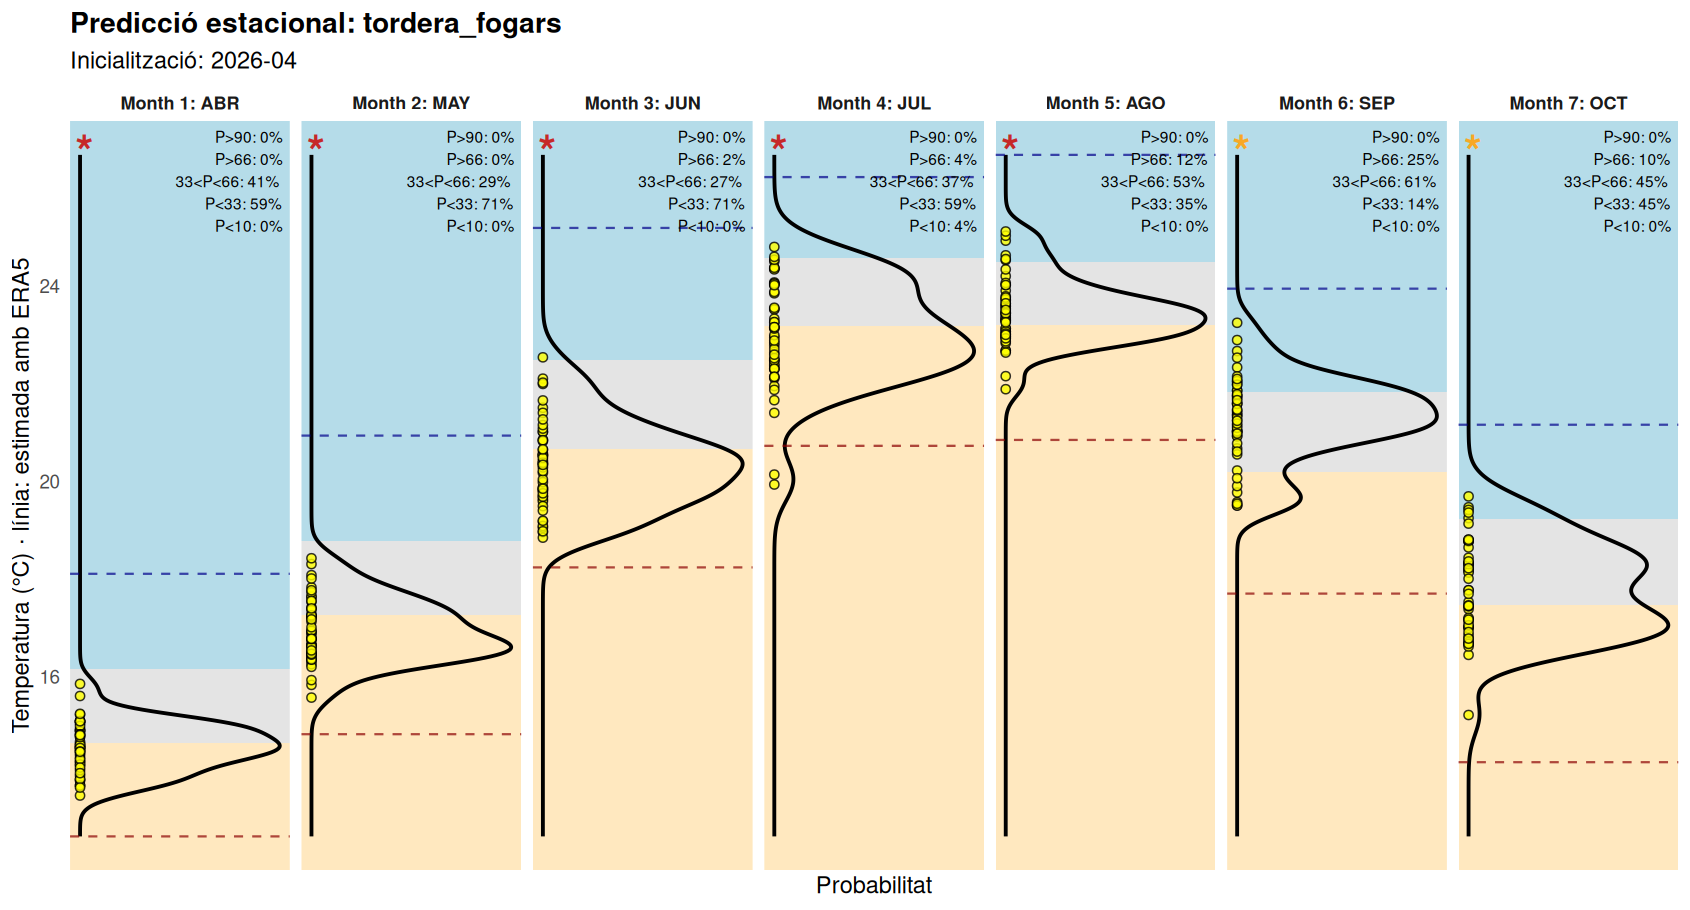 Predicció estacional: tordera_fogars
Inicialització: 2026-04
Month 1: ABR
Month 2: MAY
Month 3: JUN
Month 4: JUL
Month 5: AGO
Month 6: SEP
Month 7: OCT
*
P>90: 0%
P>66: 0%
33<P<66: 41%
P<33: 59%
P<10: 0%
*
P>90: 0%
P>66: 0%
33<P<66: 29%
P<33: 71%
P<10: 0%
*
P>90: 0%
P>66: 2%
33<P<66: 27%
P<33: 71%
P<10: 0%
*
P>90: 0%
P>66: 4%
33<P<66: 37%
P<33: 59%
P<10: 4%
*
P>90: 0%
P>66: 12%
33<P<66: 53%
P<33: 35%
P<10: 0%
*
P>90: 0%
P>66: 25%
33<P<66: 61%
P<33: 14%
P<10: 0%
*
P>90: 0%
P>66: 10%
33<P<66: 45%
P<33: 45%
P<10: 0%
Temperatura (°C) · línia: estimada amb ERA5
24
20
16
Probabilitat